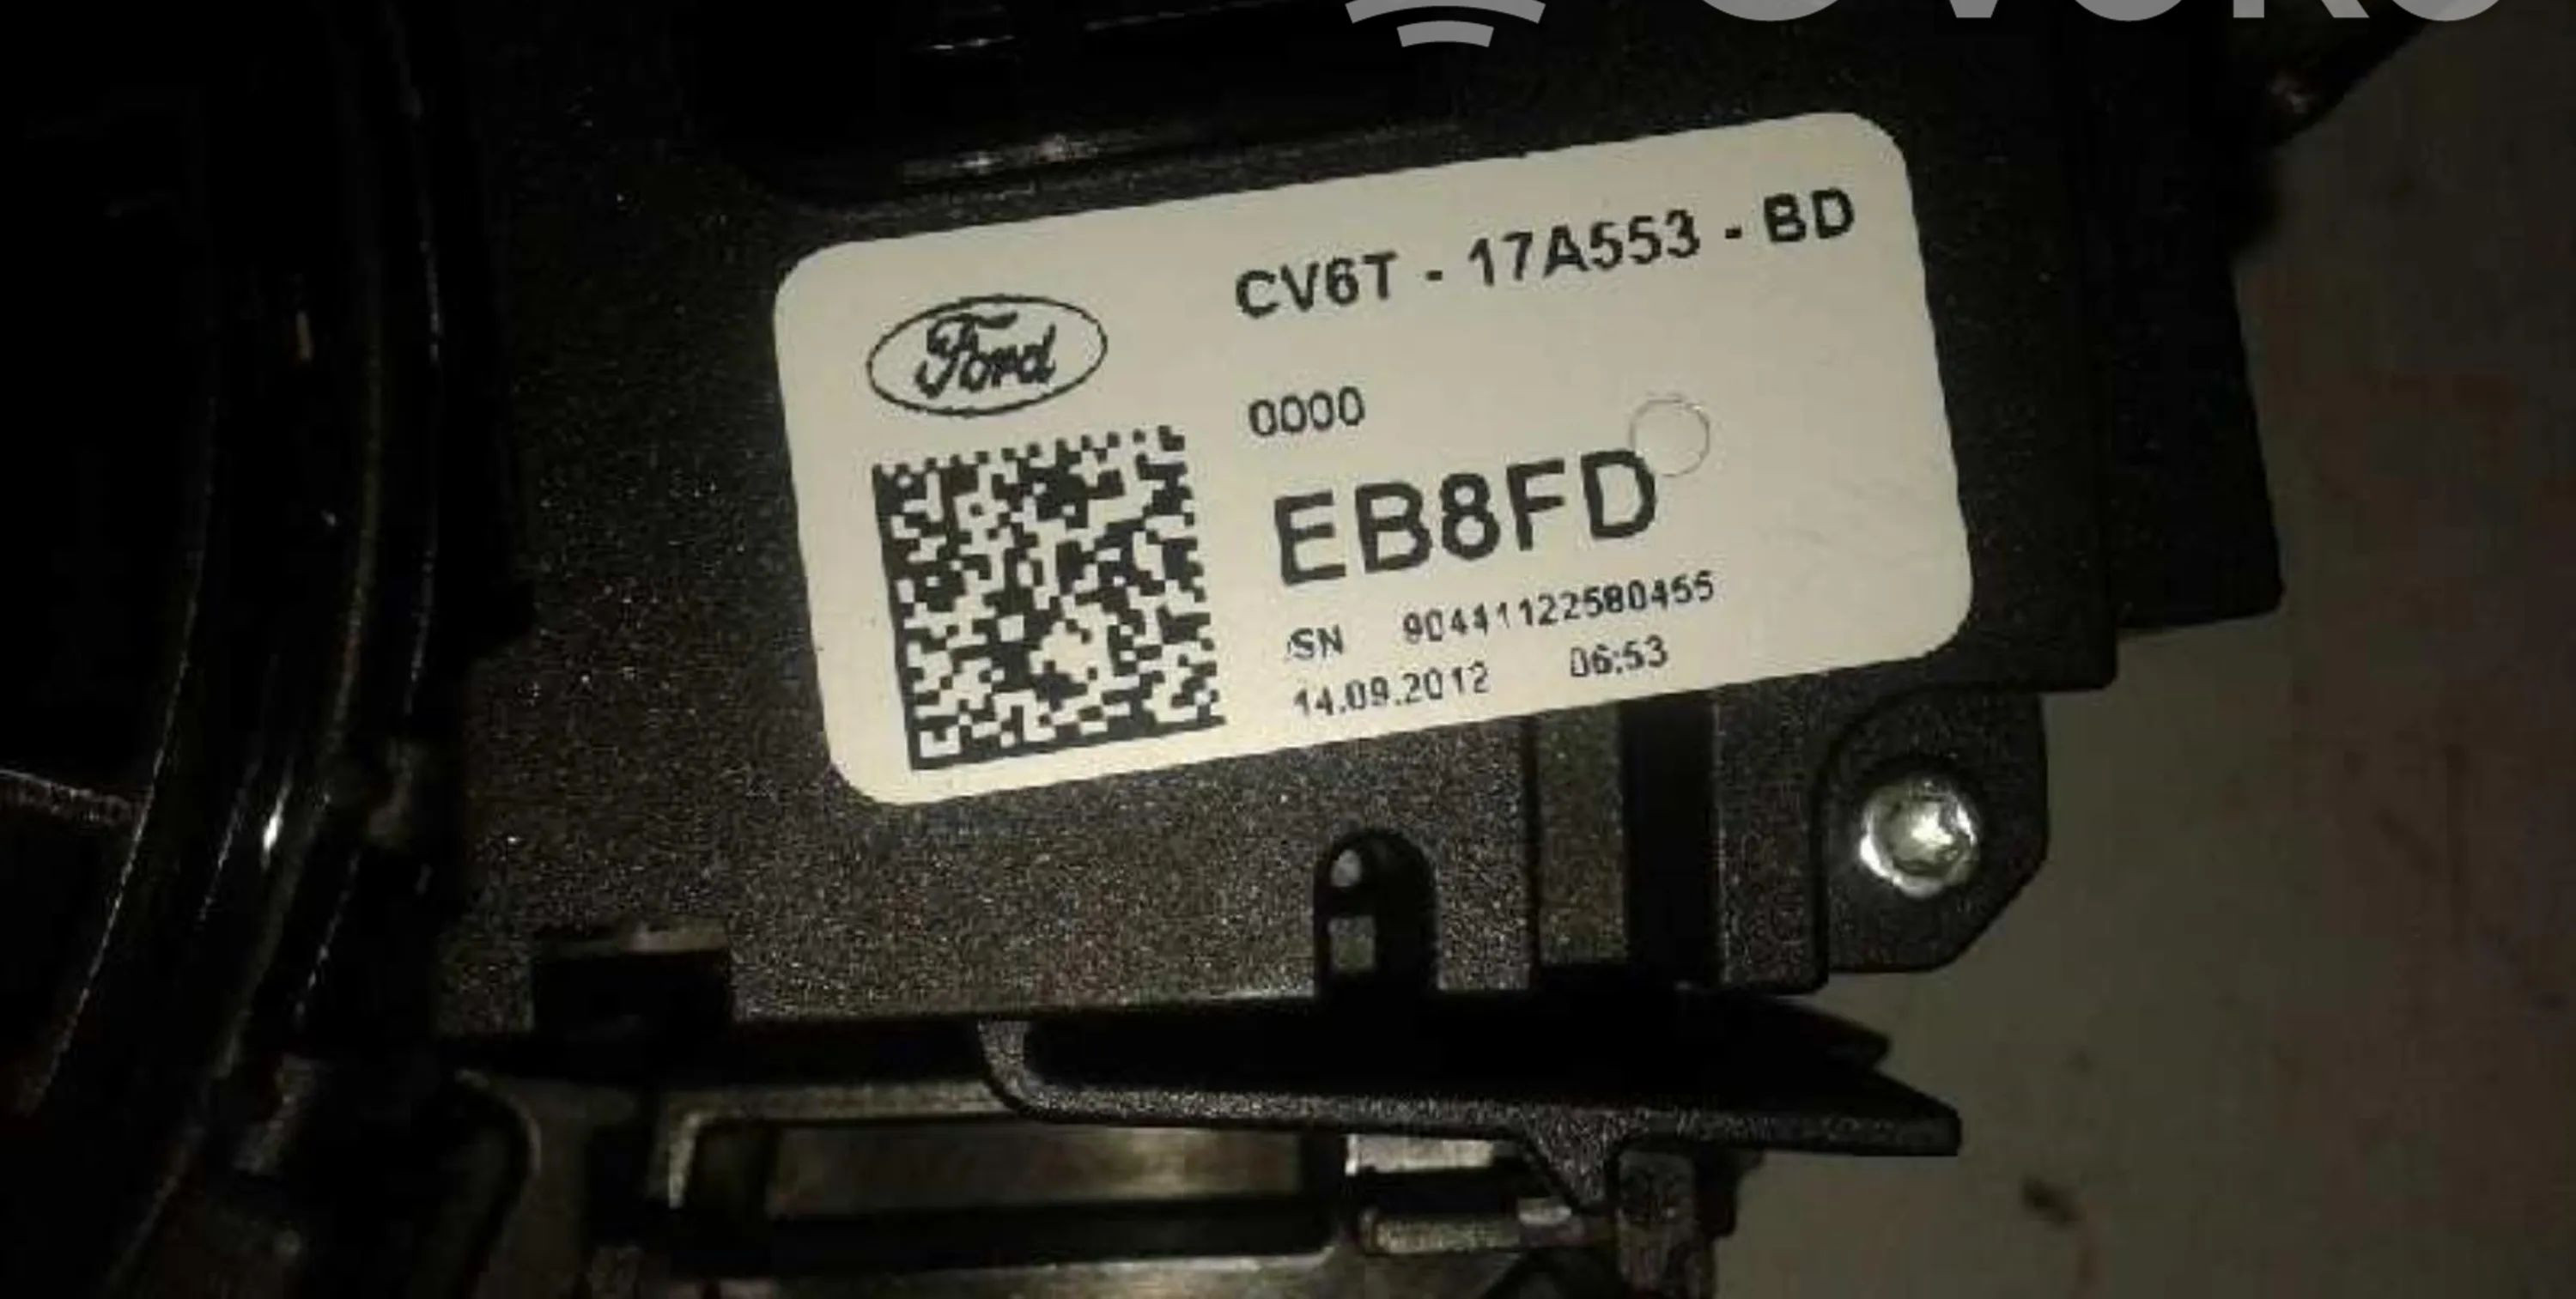 CV6T - 17A553 - BD
Ford
0000
EB8FD
SN 90441122580455
14.09.2012 06:53